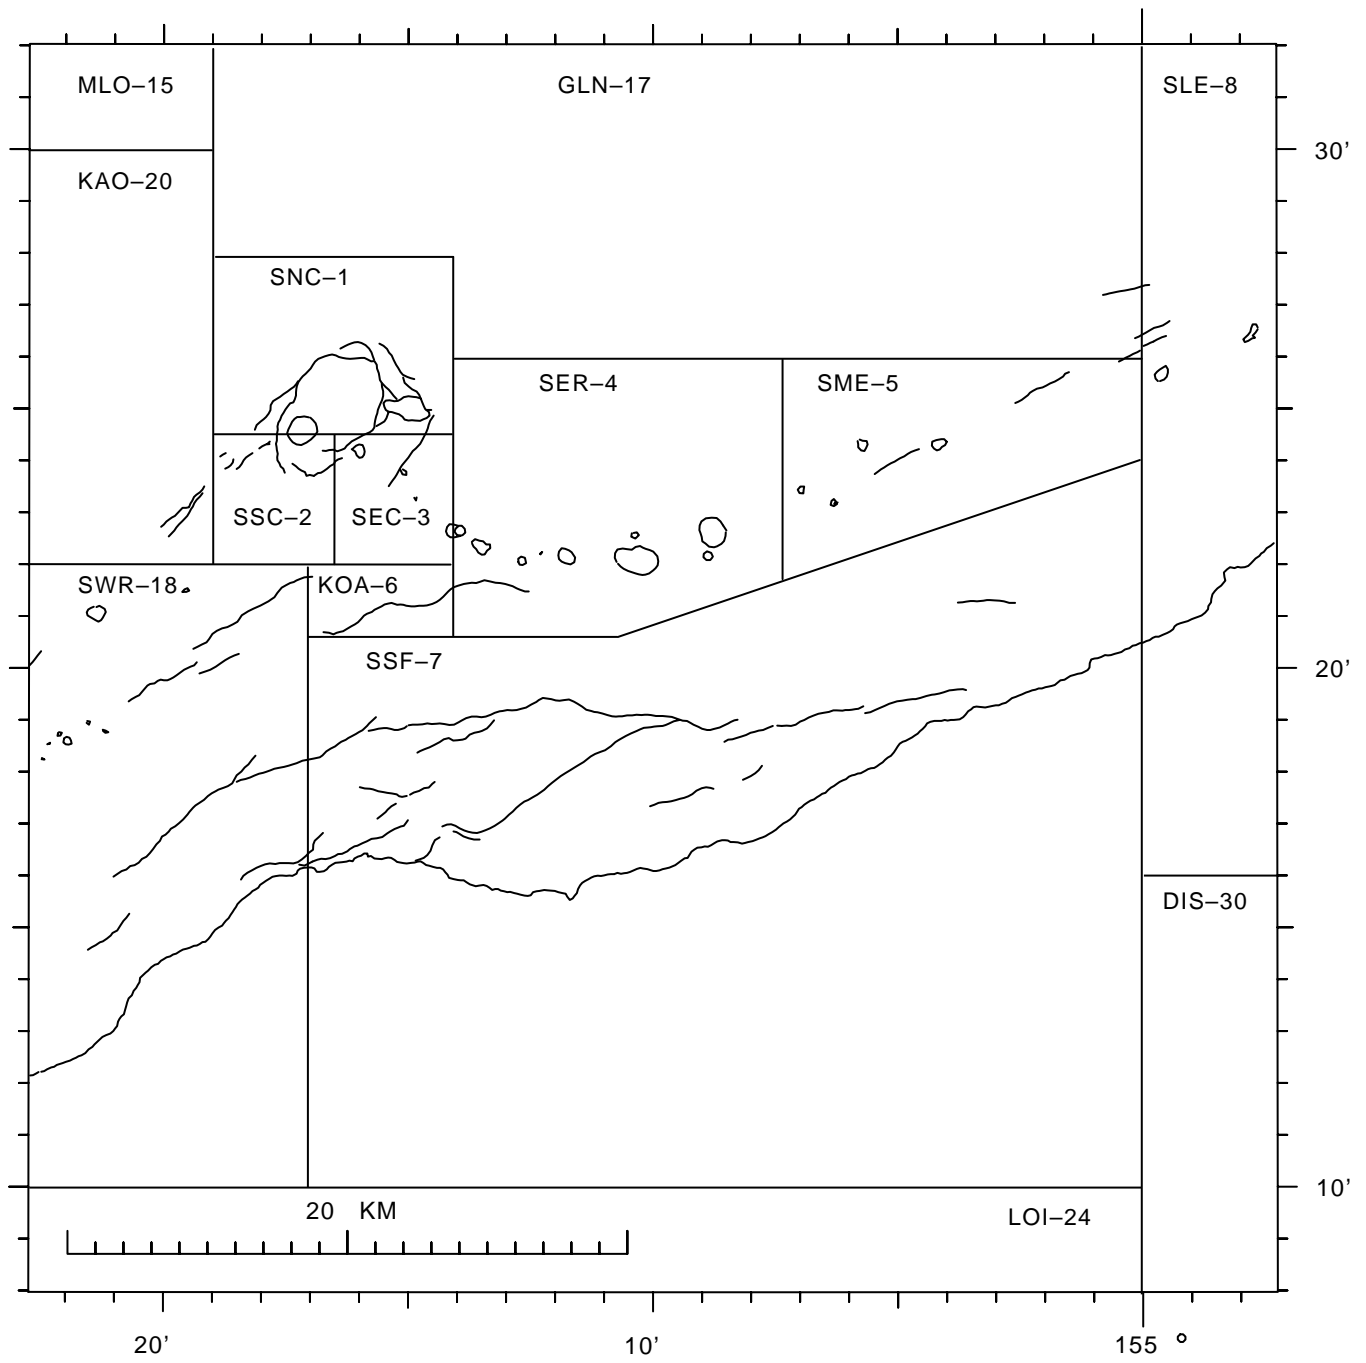 MLO–15 GLN–17 SLE–8
30'
KAO–20
SNC–1
SER–4 SME–5
SSC–2 SEC–3
SWR–18 KOA–6
SSF–7 20'
DIS–30
10'
20 KM LOI–24
20' 10' 155 °